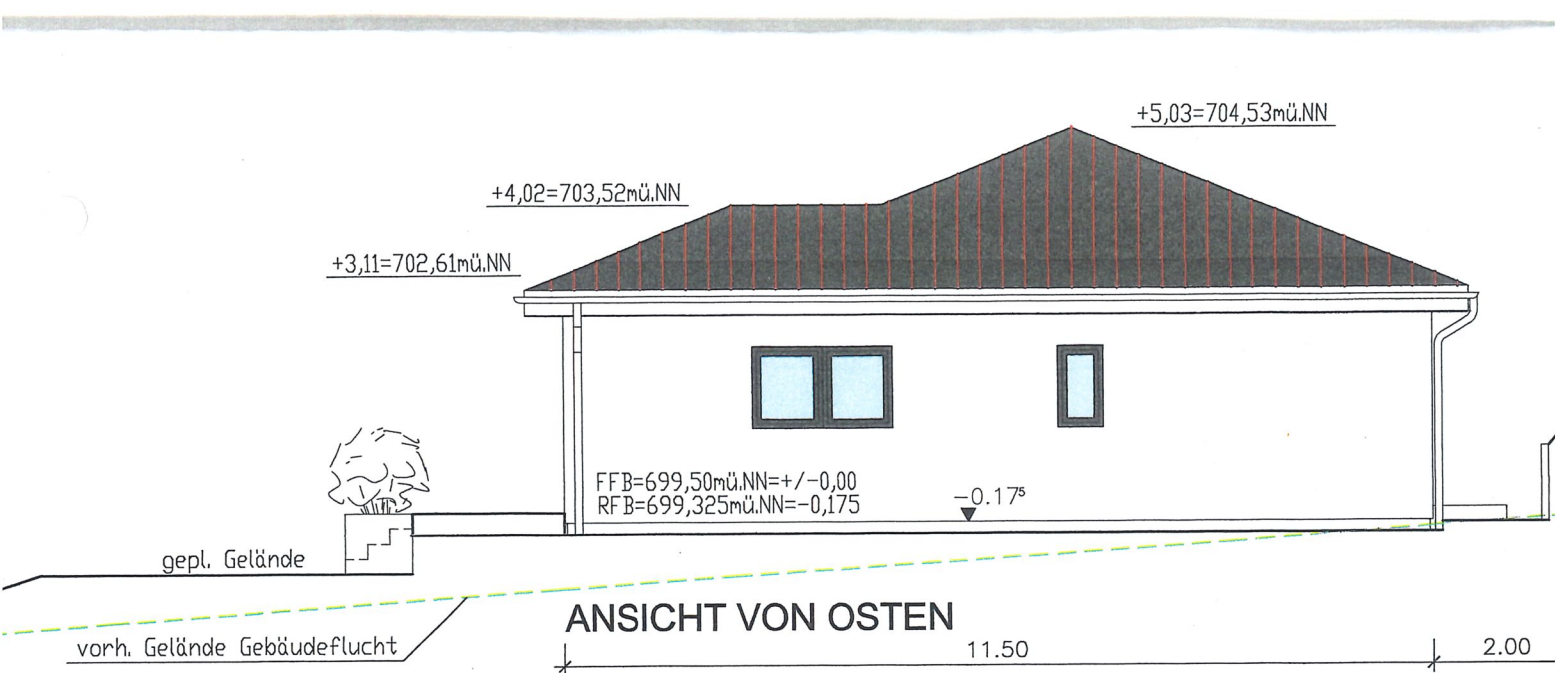 +5,03=704,53mü.NN
+4,02=703,52mü.NN
+3,11=702,61mü.NN
FFB=699,50mü.NN=+/-0,00
RFB=699,325mü.NN=-0,175
-0.17⁵
gepl. Gelände
ANSICHT VON OSTEN
vorh. Gelände Gebäudeflucht
11.50
2.00